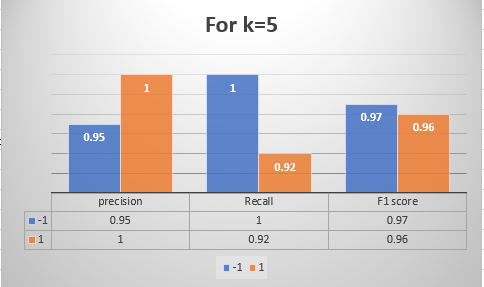 For k=5
1 1
0.95 0.97 0.96
0.92
precision Recall F1 score
-1 0.95 1 0.97
1 1 0.92 0.96
-1 1